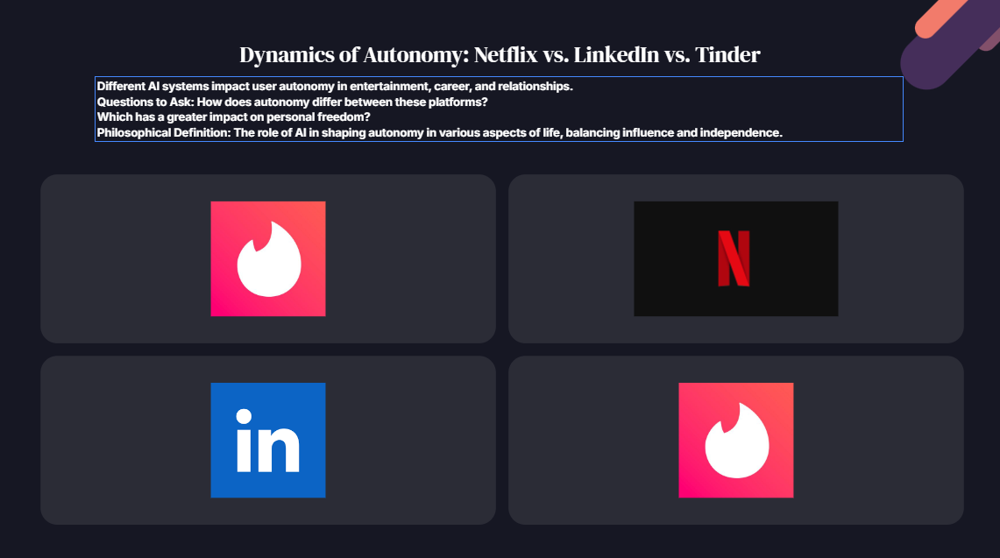 Dynamics of Autonomy: Netflix vs. LinkedIn vs. Tinder
Different AI systems impact user autonomy in entertainment, career, and relationships.
Questions to Ask: How does autonomy differ between these platforms?
Which has a greater impact on personal freedom?
Philosophical Definition: The role of AI in shaping autonomy in various aspects of life, balancing influence and independence.
N
in